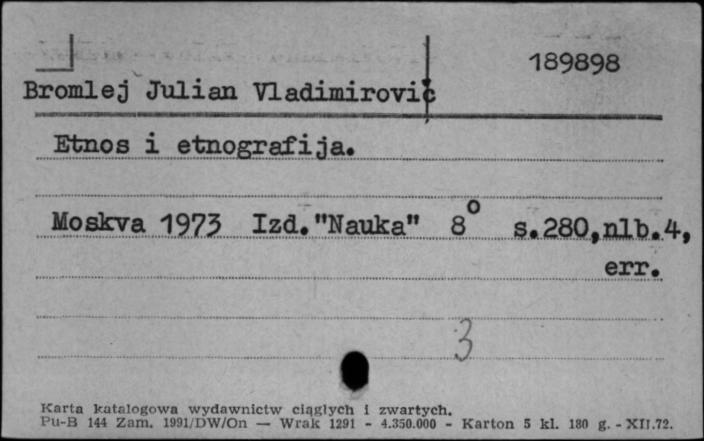 189898
Bromlej Julian Vladimirovič
Etnos i etnografija.
Moskva 1973 Izd."Nauka" 8° s.280,nlb.4,
err.
3
Karta katalogowa wydawnictw ciągłych i zwartych.
Pu-B 144 Zam. 1991/DW/On — Wrak 1291 - 4.350.000 - Karton 5 kl. 180 g. - XII.72.